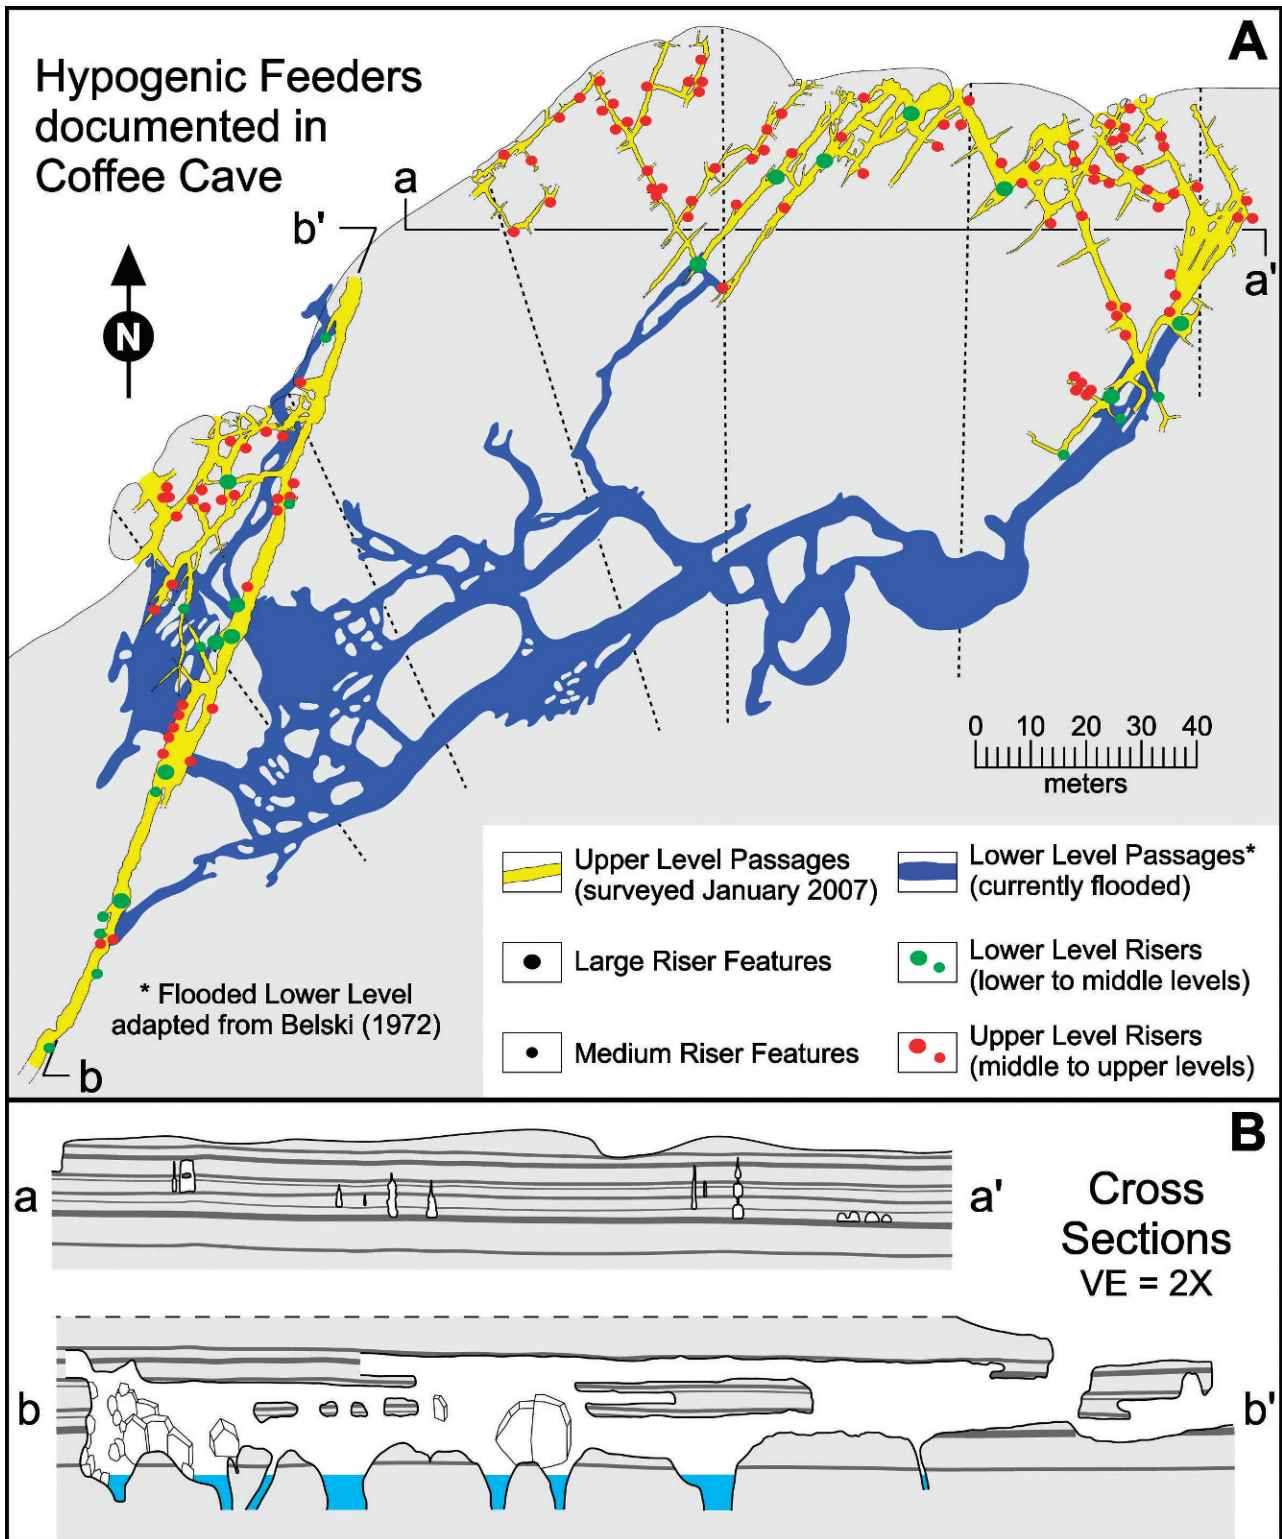 A
Hypogenic Feeders
documented in
Coffee Cave
a
b'
a'
N
0 10 20 30 40
meters
Upper Level Passages
(surveyed January 2007)
Lower Level Passages*
(currently flooded)
Large Riser Features
Lower Level Risers
(lower to middle levels)
Medium Riser Features
Upper Level Risers
(middle to upper levels)
* Flooded Lower Level
adapted from Belski (1972)
b
B
a
a'
Cross
Sections
VE = 2X
b
b'